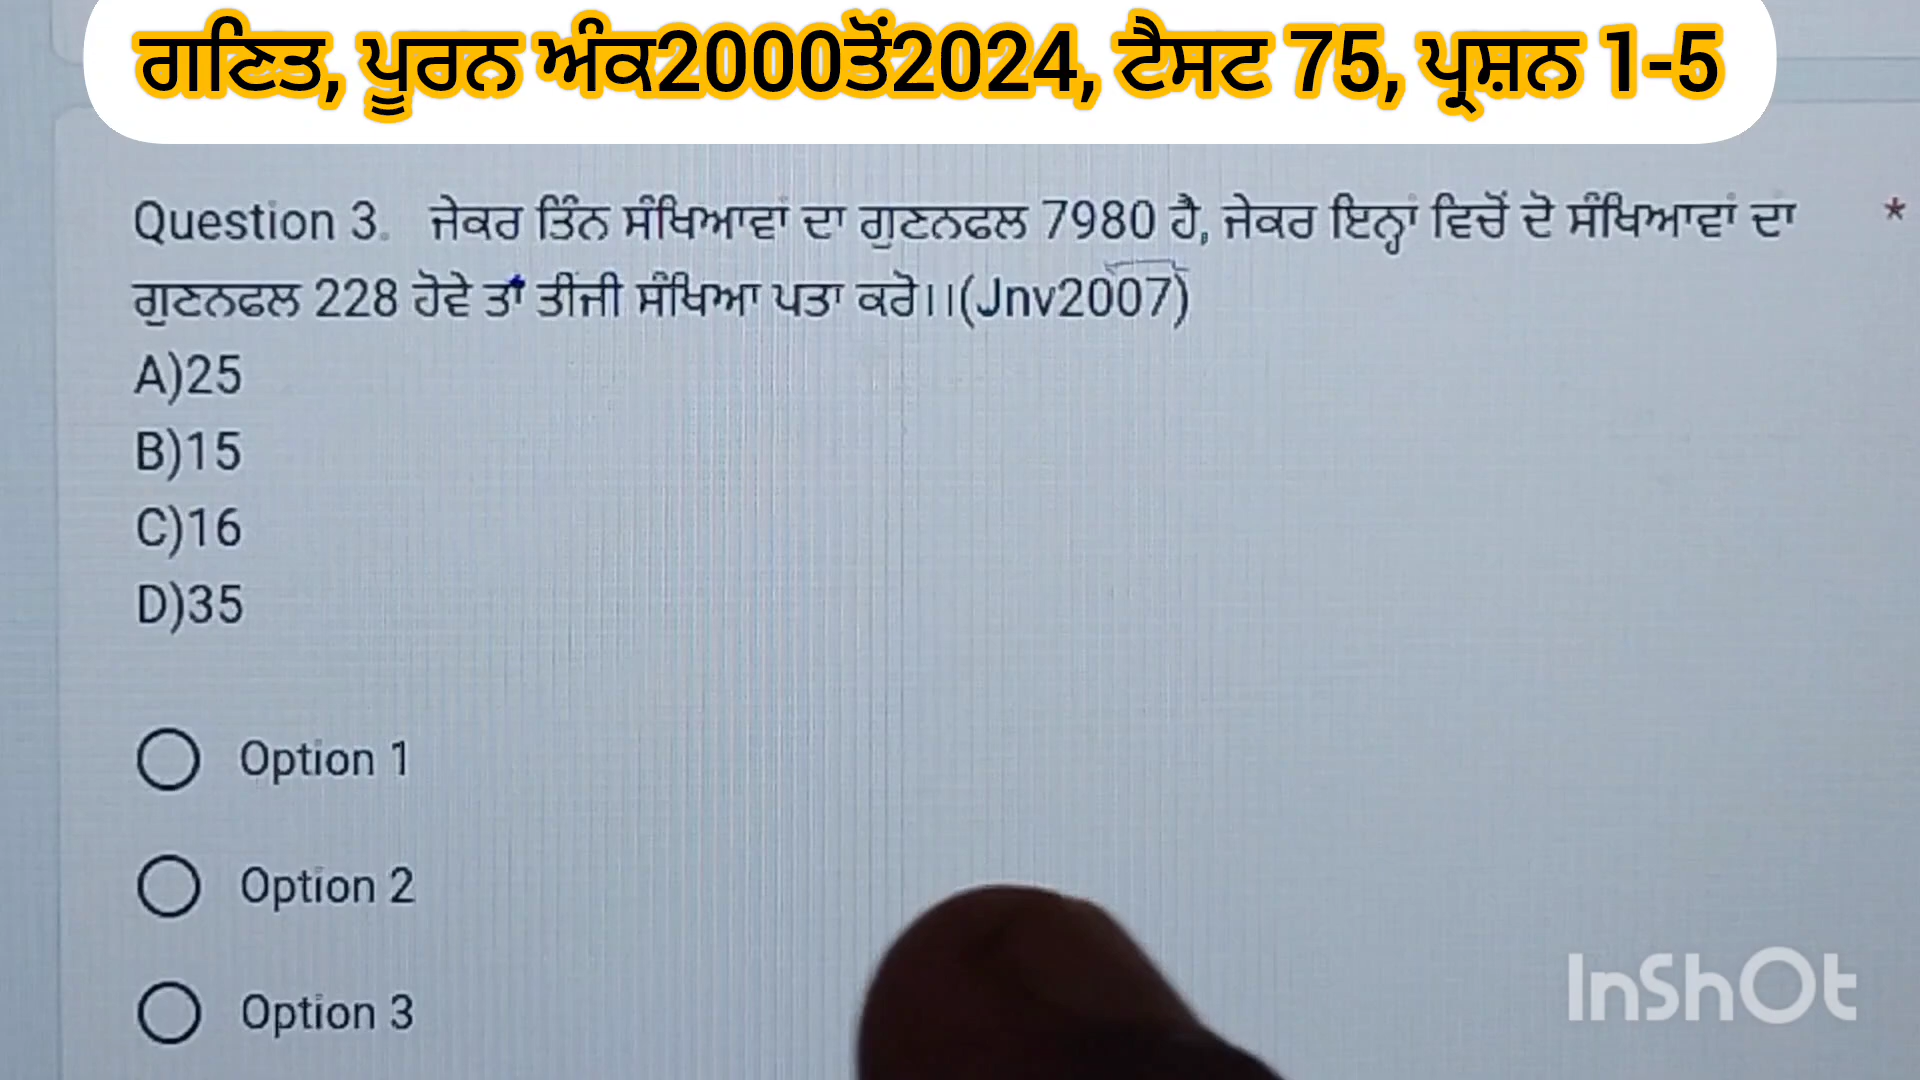 ਗਣਿਤ, ਪੂਰਨ ਅੰਕ2000ਤੋਂ2024, ਟੈਸਟ 75, ਪ੍ਰਸ਼ਨ 1-5
Question 3. ਜੇਕਰ ਤਿੰਨ ਸੰਖਿਆਵਾਂ ਦਾ ਗੁਣਨਫਲ 7980 ਹੈ, ਜੇਕਰ ਇਨ੍ਹਾਂ ਵਿਚੋਂ ਦੋ ਸੰਖਿਆਵਾਂ ਦਾ *
ਗੁਣਨਫਲ 228 ਹੋਵੇ ਤਾਂ ਤੀਜੀ ਸੰਖਿਆ ਪਤਾ ਕਰੋ।।(Jnv2007)
A)25
B)15
C)16
D)35
Option 1
Option 2
Option 3
InShOt